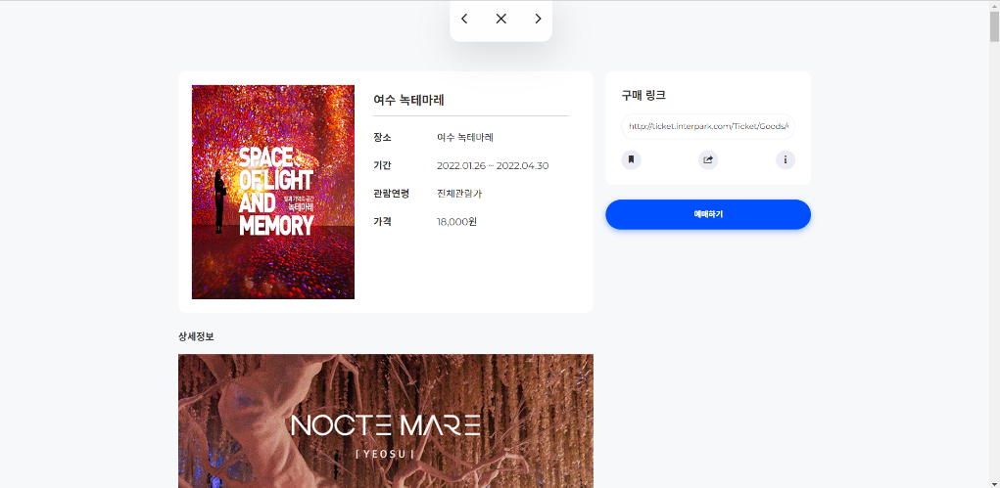 여수 녹테마레
장소 여수 녹테마레
기간 2022.01.26 ~ 2022.04.30
관람연령 전체관람가
가격 18,000원
SPACE
OF LIGHT
AND
MEMORY
빛과 기억의 공간
녹테마레
구매 링크
http://ticket.interpark.com/Ticket/Goods/
예매하기
상세정보
NOCTE MARE
[ YEOSU ]